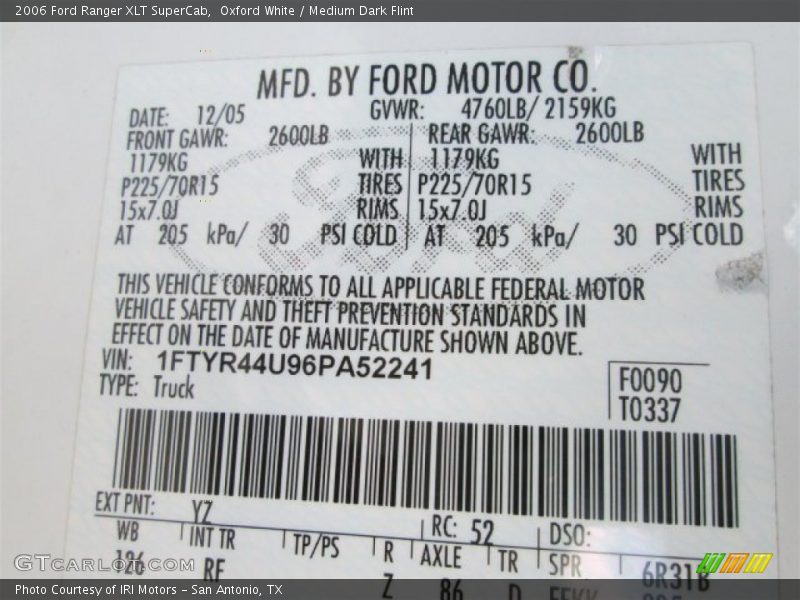 2006 Ford Ranger XLT SuperCab,  Oxford White / Medium Dark Flint
MFD. BY FORD MOTOR CO.
DATE: 12/05 GVWR: 4760LB/ 2159KG
FRONT GAWR: 2600LB REAR GAWR: 2600LB
1179KG WITH 1179KG WITH
P225/70R15 TIRES P225/70R15 TIRES
15x7.0J RIMS 15x7.0J RIMS
AT 205 kPa/ 30 PSI COLD AT 205 kPa/ 30 PSI COLD
THIS VEHICLE CONFORMS TO ALL APPLICABLE FEDERAL MOTOR
VEHICLE SAFETY AND THEFT PREVENTION STANDARDS IN
EFFECT ON THE DATE OF MANUFACTURE SHOWN ABOVE.
VIN: 1FTYR44U96PA52241
TYPE: Truck
F0090
T0337
EXT PNT: YZ RC: 52 DSO:
WB INT TR TP/PS R AXLE TR SPR
126 RF Z 86 D 6R31B
GTcarlot.com
Photo Courtesy of IRI Motors – San Antonio, TX